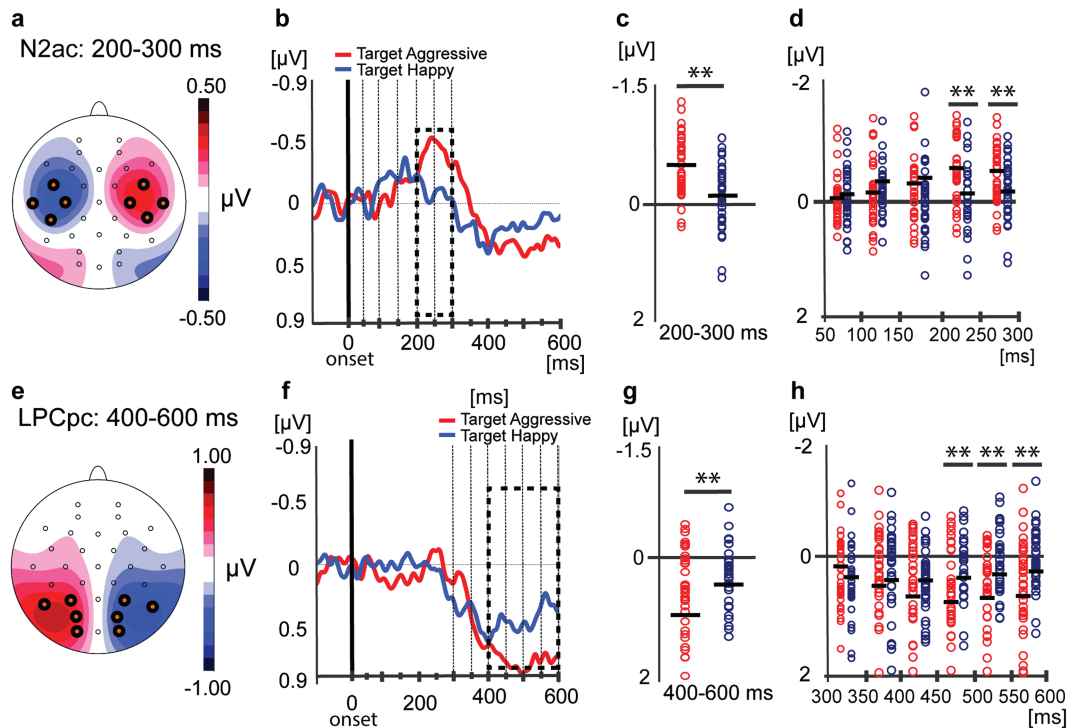 a
N2ac: 200-300 ms
0.50
µV
-0.50
b
[µV]
Target Aggressive
Target Happy
-0.9
-0.5
0
0.5
0.9
0 200 400 600
onset
[ms]
c
[µV]
-1.5
**
0
2
200-300 ms
d
[µV]
-2
** **
0
2
50 100 150 200 250 300
[ms]
e
LPCpc: 400-600 ms
1.00
µV
-1.00
f
[ms]
[µV]
Target Aggressive
Target Happy
-0.9
-0.5
0
0.5
0.9
0 200 400 600
onset
g
[µV]
-1.5
**
0
2
400-600 ms
h
[µV]
-2
** ** **
0
2
300 350 400 450 500 550 600
[ms]